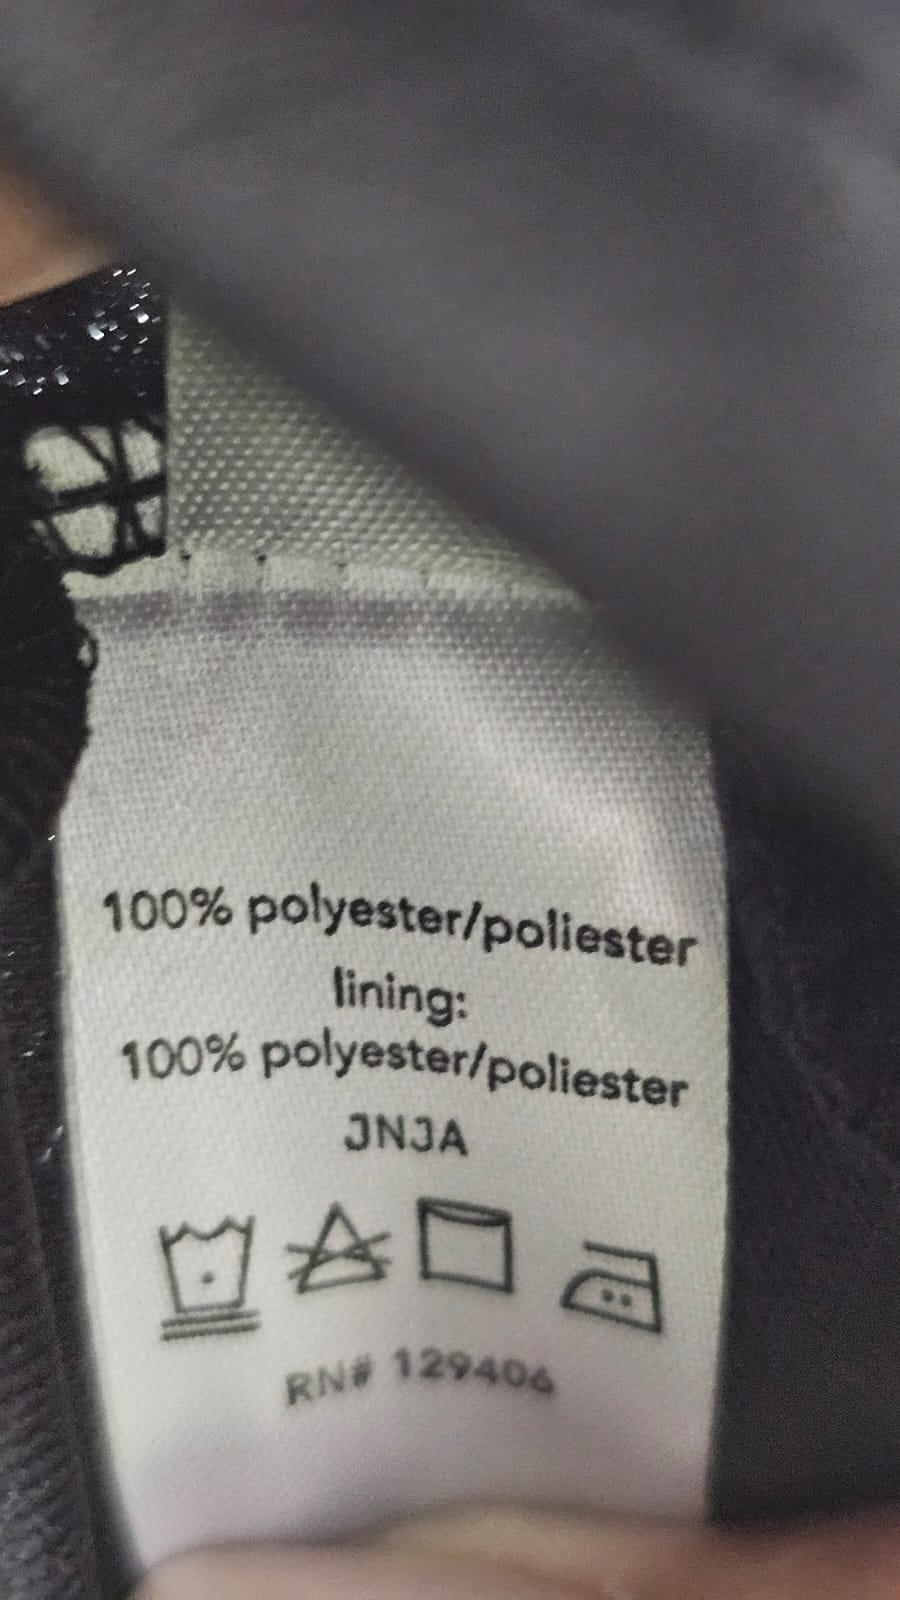 100% polyester/poliester
lining:
100% polyester/poliester
JNJA
RN# 129406